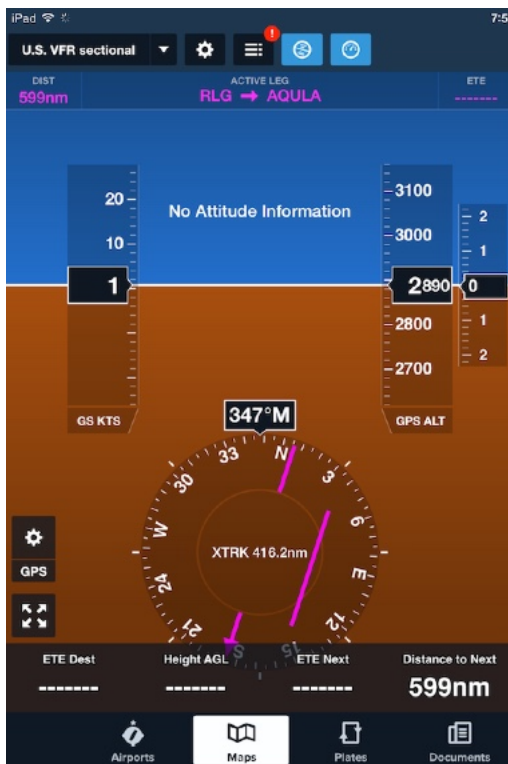 iPad 7:5
U.S. VFR sectional
!
DIST ACTIVE LEG ETE
599nm RLG → AQULA -------
No Attitude Information
20
10
1
GS KTS
3100
3000
2890
2800
2700
GPS ALT
2
1
0
1
2
347°M
33 N 3
30 6
W E
24 12
21 S 15
XTRK 416.2nm
GPS
ETE Dest Height AGL ETE Next Distance to Next
------- ------- ------- 599nm
Airports Maps Plates Documents